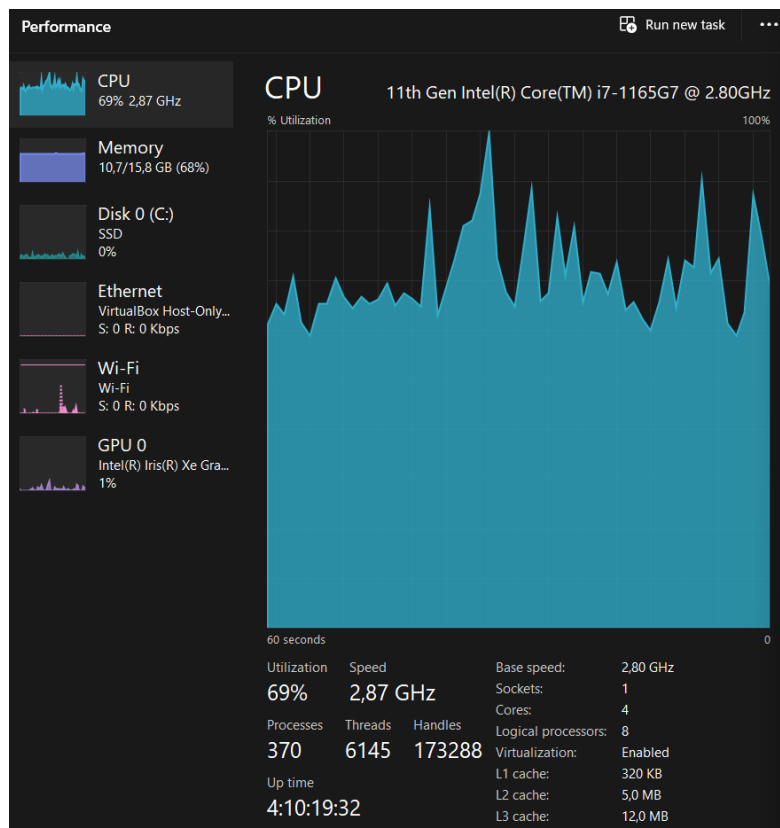 Performance
Run new task
CPU
69% 2,87 GHz
Memory
10,7/15,8 GB (68%)
Disk 0 (C:)
SSD
0%
Ethernet
VirtualBox Host-Only...
S: 0 R: 0 Kbps
Wi-Fi
Wi-Fi
S: 0 R: 0 Kbps
GPU 0
Intel(R) Iris(R) Xe Gra...
1%
CPU 11th Gen Intel(R) Core(TM) i7-1165G7 @ 2.80GHz
% Utilization 100%
60 seconds 0
Utilization Speed
69% 2,87 GHz
Processes Threads Handles
370 6145 173288
Up time
4:10:19:32
Base speed: 2,80 GHz
Sockets: 1
Cores: 4
Logical processors: 8
Virtualization: Enabled
L1 cache: 320 KB
L2 cache: 5,0 MB
L3 cache: 12,0 MB